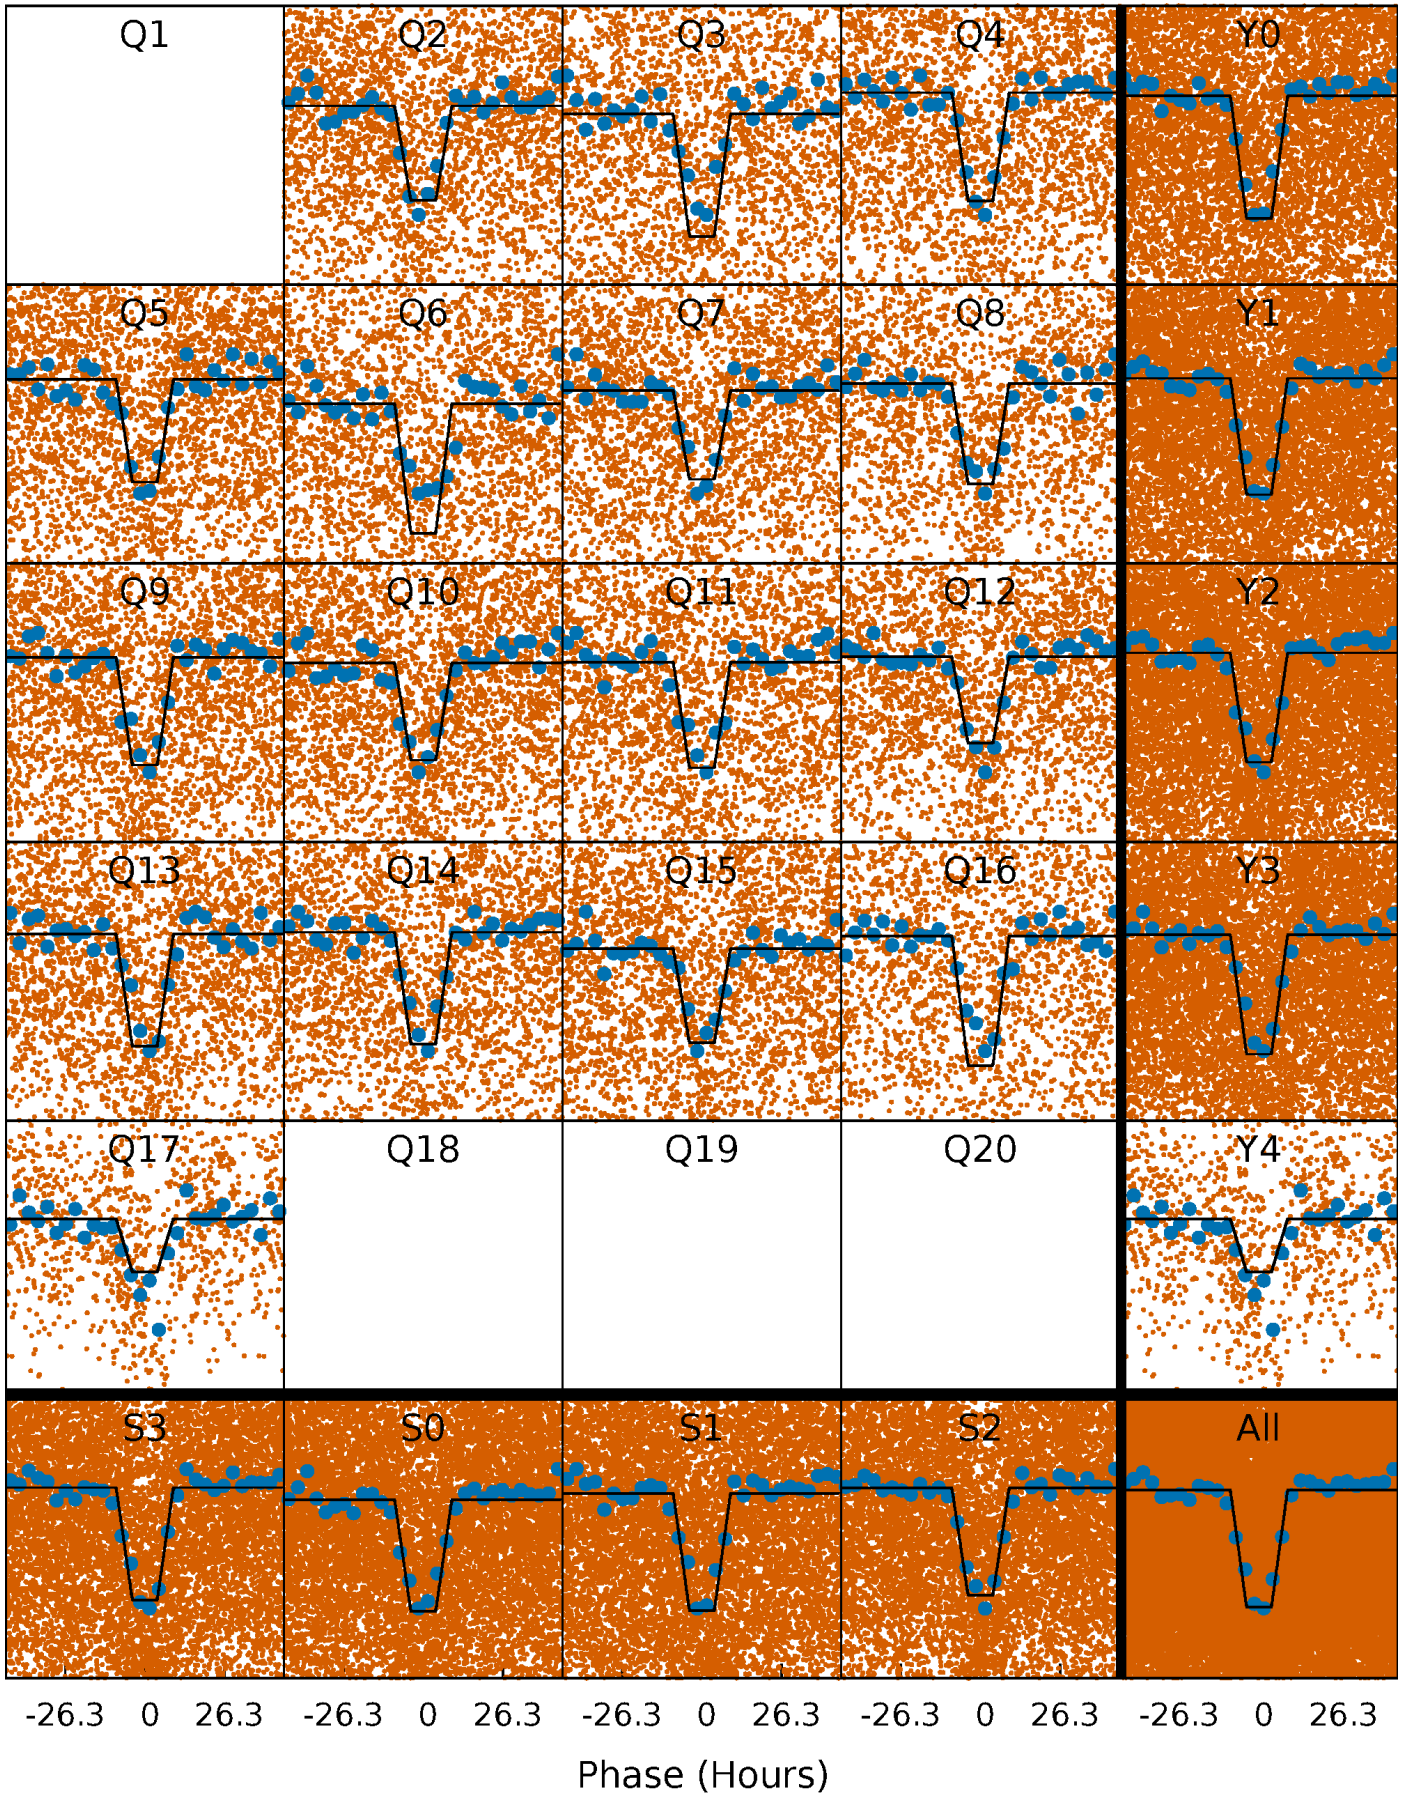 Q1 Q2 Q3 Q4 Y0
Q5 Q6 Q7 Q8 Y1
Q9 Q10 Q11 Q12 Y2
Q13 Q14 Q15 Q16 Y3
Q17 Q18 Q19 Q20 Y4
S3 S0 S1 S2 All
-26.3 0 26.3 -26.3 0 26.3 -26.3 0 26.3 -26.3 0 26.3 -26.3 0 26.3
Phase (Hours)